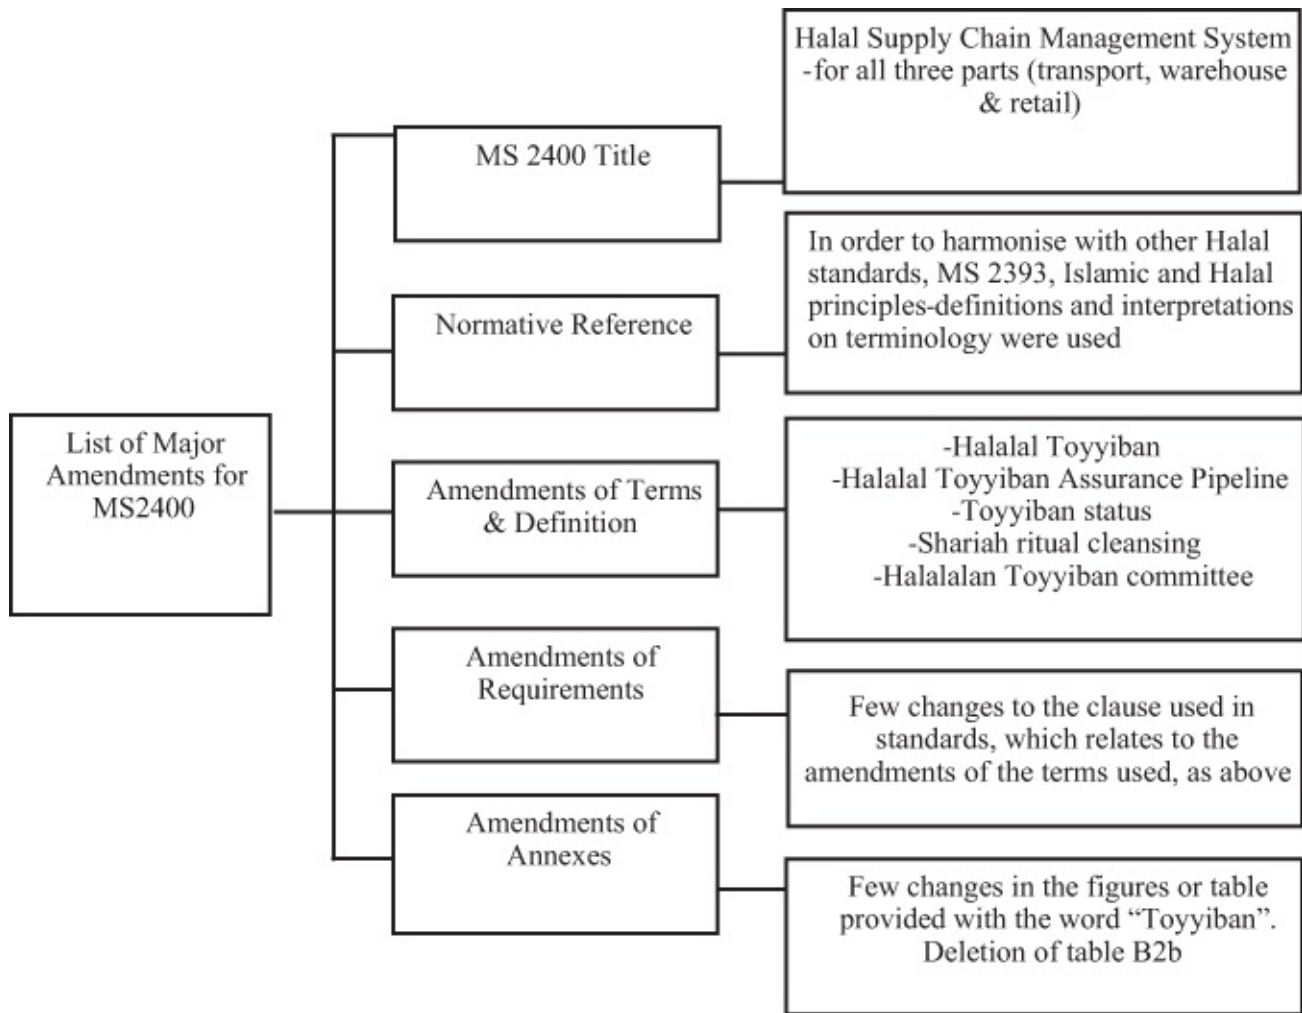 List of Major
Amendments for
MS2400
MS 2400 Title
Halal Supply Chain Management System
-for all three parts (transport, warehouse
& retail)
Normative Reference
In order to harmonise with other Halal
standards, MS 2393, Islamic and Halal
principles-definitions and interpretations
on terminology were used
Amendments of Terms
& Definition
-Halalal Toyyiban
-Halalal Toyyiban Assurance Pipeline
-Toyyiban status
-Shariah ritual cleansing
-Halalalan Toyyiban committee
Amendments of
Requirements
Few changes to the clause used in
standards, which relates to the
amendments of the terms used, as above
Amendments of
Annexes
Few changes in the figures or table
provided with the word “Toyyiban”.
Deletion of table B2b